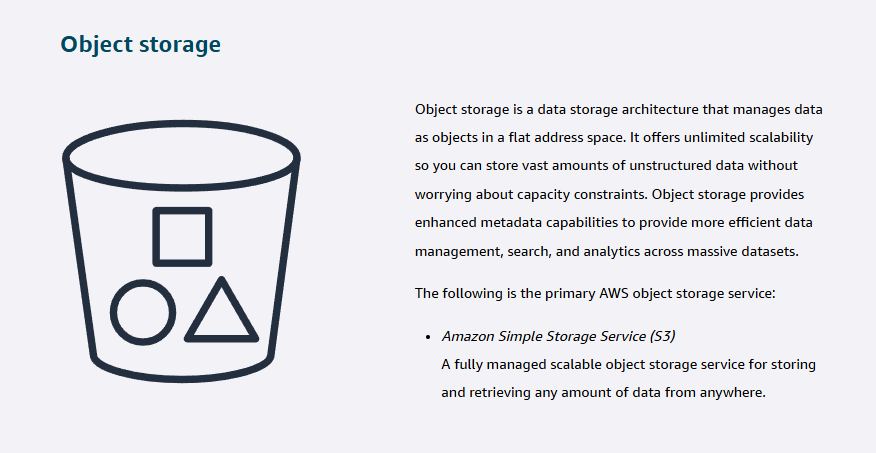 Object storage
Object storage is a data storage architecture that manages data
as objects in a flat address space. It offers unlimited scalability
so you can store vast amounts of unstructured data without
worrying about capacity constraints. Object storage provides
enhanced metadata capabilities to provide more efficient data
management, search, and analytics across massive datasets.
The following is the primary AWS object storage service:
• Amazon Simple Storage Service (S3)
A fully managed scalable object storage service for storing
and retrieving any amount of data from anywhere.